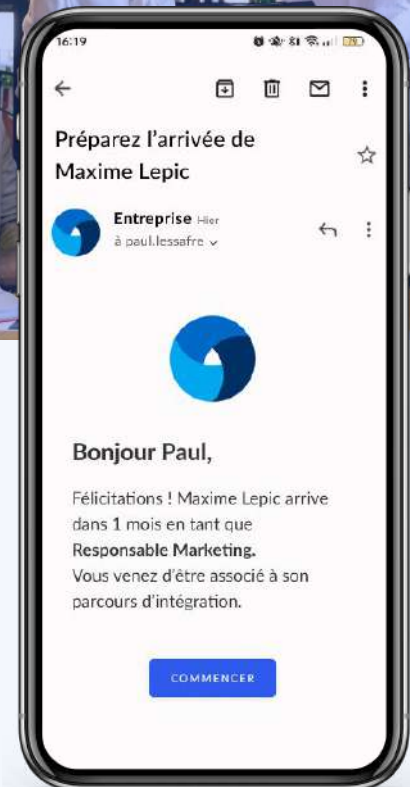 16:19
Préparez l’arrivée de
Maxime Lepic
Entreprise Hier
à paul.lessafre
Bonjour Paul,
Félicitations ! Maxime Lepic arrive
dans 1 mois en tant que
Responsable Marketing.
Vous venez d'être associé à son
parcours d'intégration.
COMMENCER